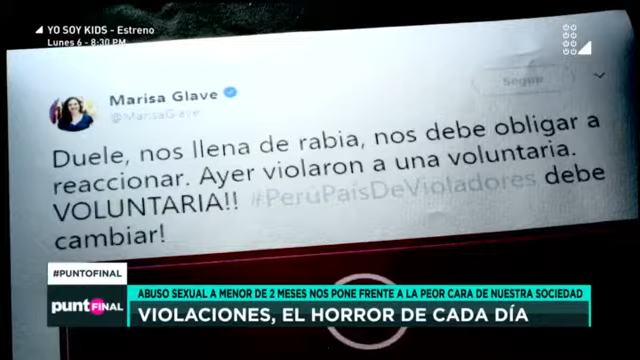 YO SOY KIDS - Estreno
Lunes 6 - 8:30 PM
Marisa Glave
@MarisaGlave
Seguir
Duele, nos llena de rabia, nos debe obligar a
reaccionar. Ayer violaron a una voluntaria.
VOLUNTARIA!! #PerúPaísDeVioladores debe
cambiar!
#PUNTOFINAL
punto FINAL
ABUSO SEXUAL A MENOR DE 2 MESES NOS PONE FRENTE A LA PEOR CARA DE NUESTRA SOCIEDAD
VIOLACIONES, EL HORROR DE CADA DÍA